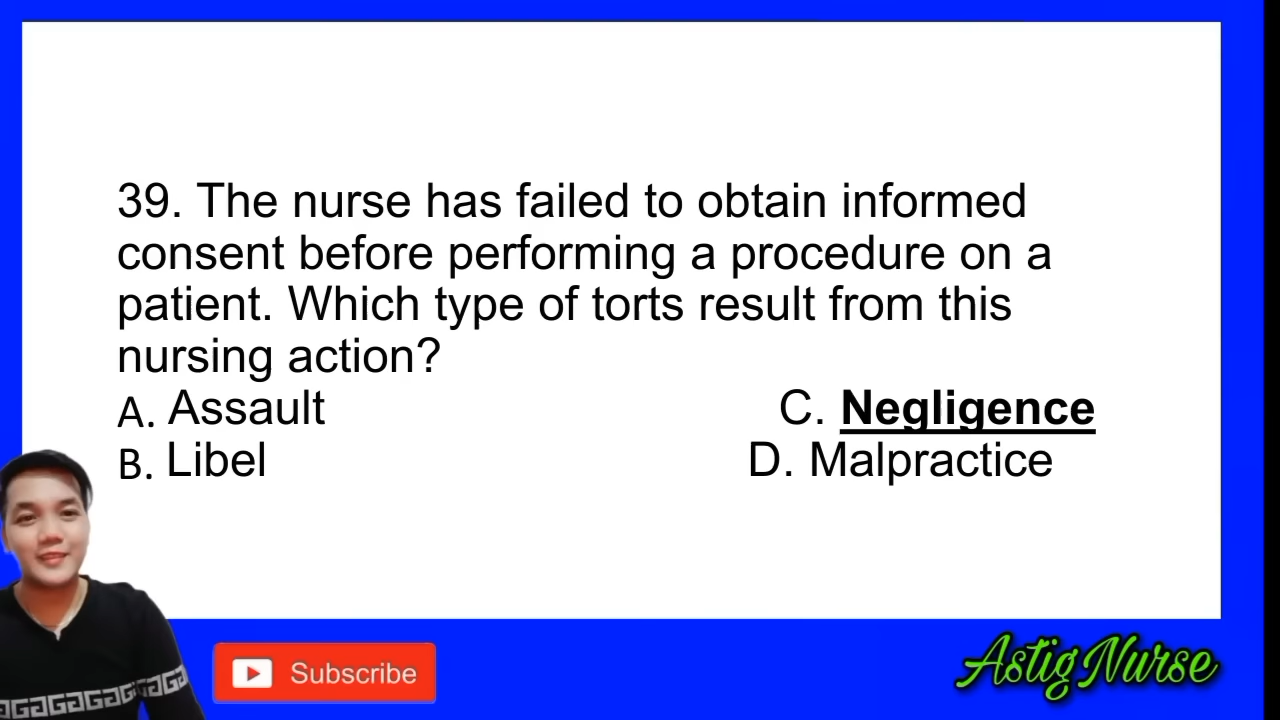 39. The nurse has failed to obtain informed
consent before performing a procedure on a
patient. Which type of torts result from this
nursing action?
A. Assault
C. Negligence
B. Libel
D. Malpractice
Subscribe
Astig Nurse